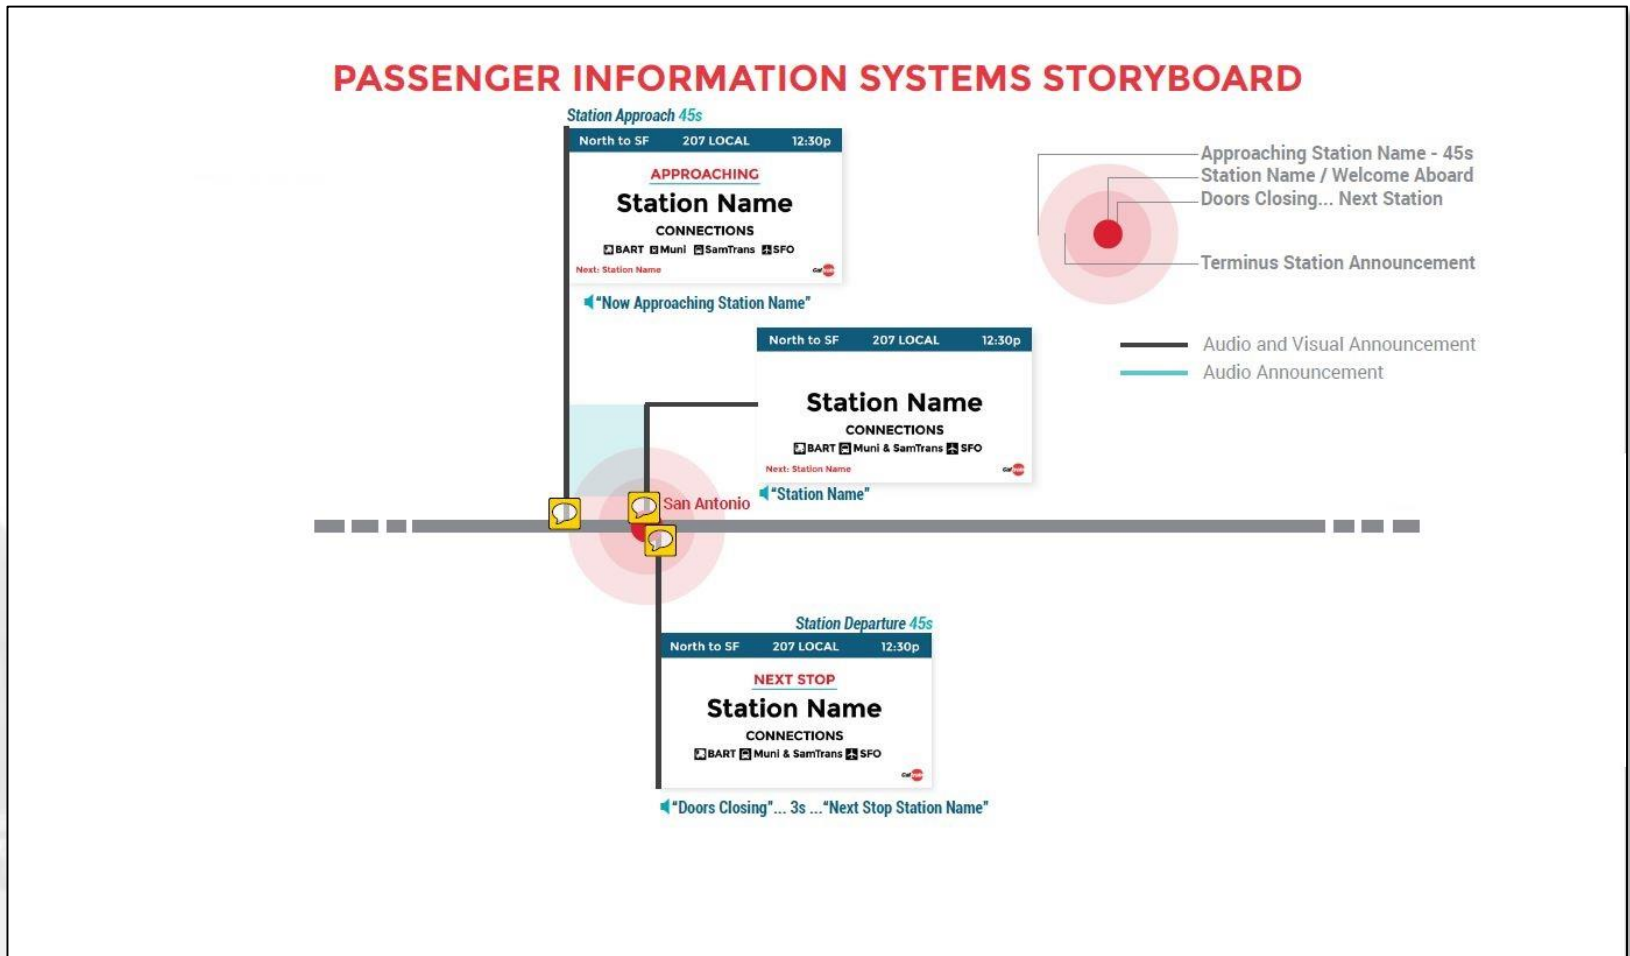 PASSENGER INFORMATION SYSTEMS STORYBOARD
Station Approach 45s
North to SF 207 LOCAL 12:30p
APPROACHING
Station Name
CONNECTIONS
BART Muni SamTrans SFO
Next: Station Name
Cal
"Now Approaching Station Name"
Approaching Station Name - 45s
Station Name / Welcome Aboard
Doors Closing... Next Station
Terminus Station Announcement
Audio and Visual Announcement
Audio Announcement
North to SF 207 LOCAL 12:30p
Station Name
CONNECTIONS
BART Muni & SamTrans SFO
Next: Station Name
Cal
"Station Name"
San Antonio
Station Departure 45s
North to SF 207 LOCAL 12:30p
NEXT STOP
Station Name
CONNECTIONS
BART Muni & SamTrans SFO
Cal
"Doors Closing"... 3s ..."Next Stop Station Name"